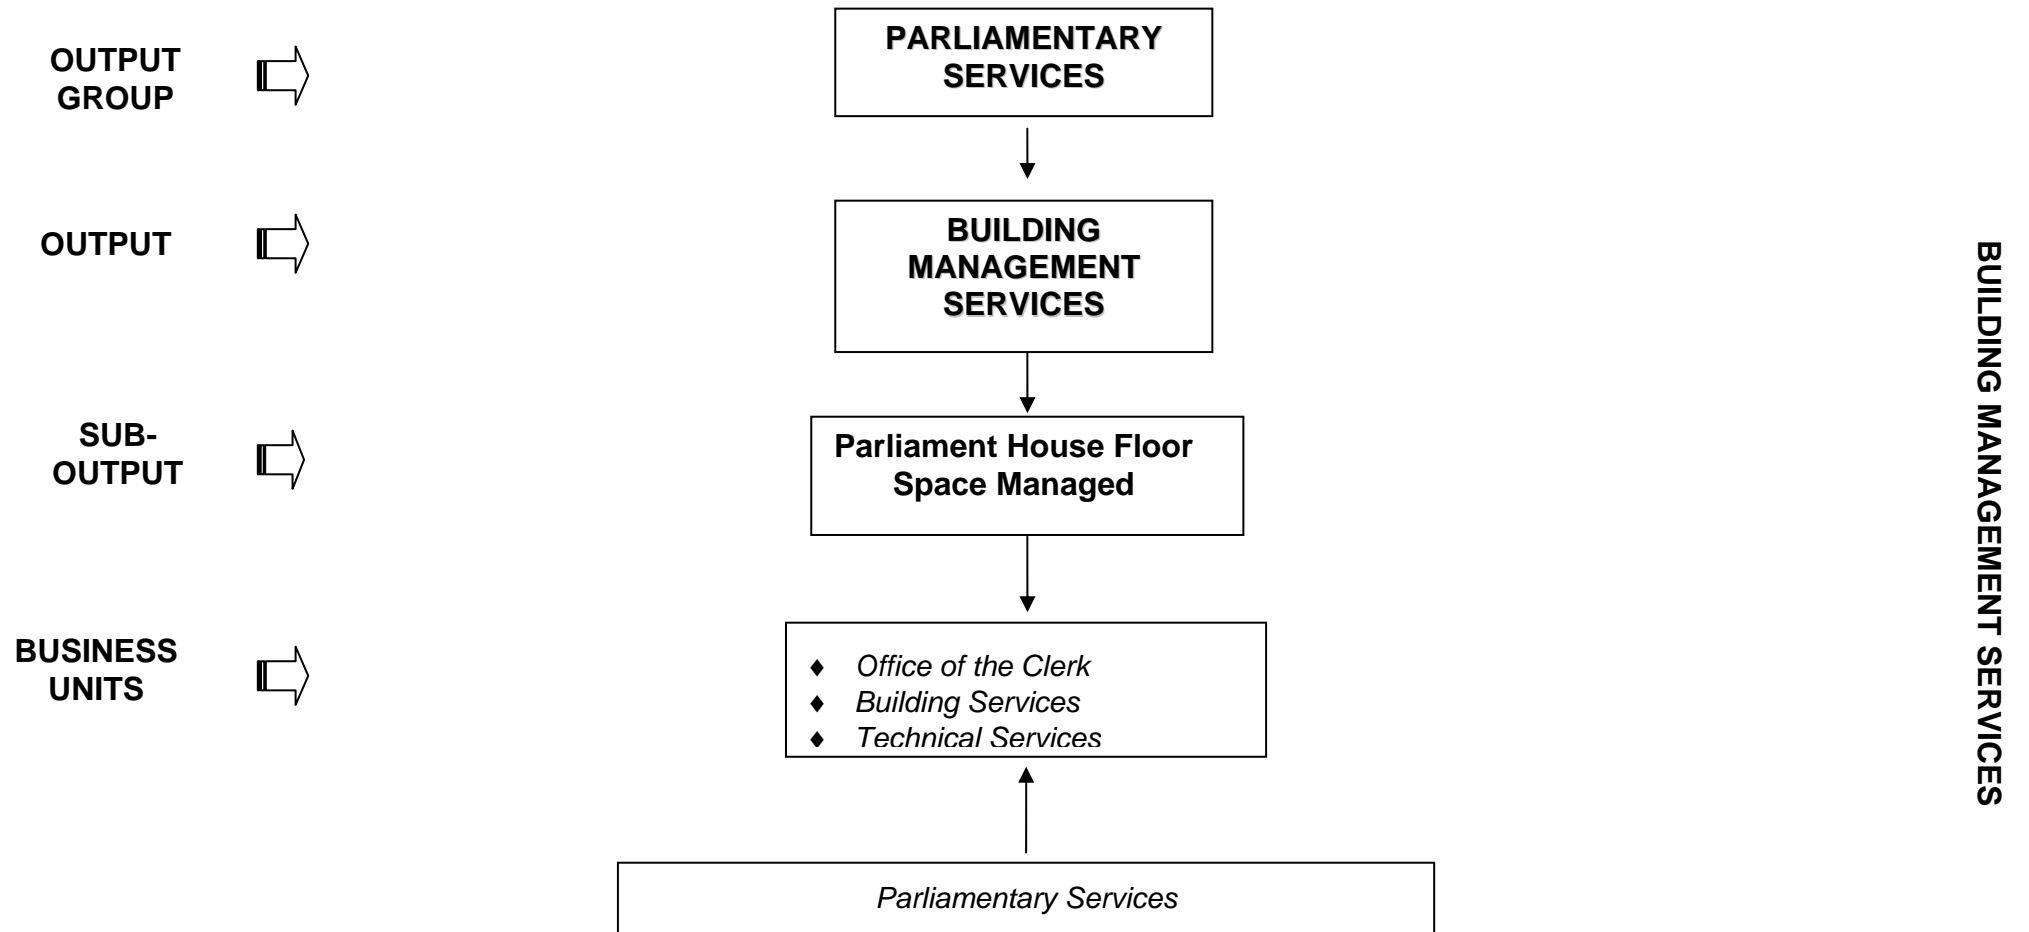 OUTPUT
GROUP
PARLIAMENTARY
SERVICES
OUTPUT
BUILDING
MANAGEMENT
SERVICES
SUB-
OUTPUT
Parliament House Floor
Space Managed
BUSINESS
UNITS
♦ Office of the Clerk
♦ Building Services
♦ Technical Services
Parliamentary Services
BUILDING MANAGEMENT SERVICES